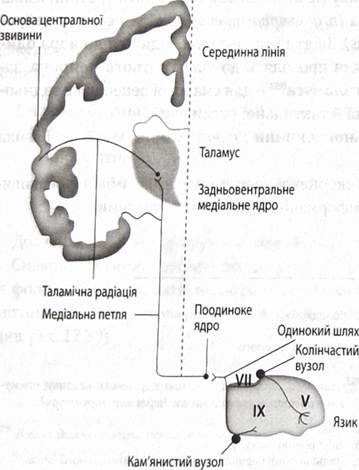 Основа центральної
звивини
Серединна лінія
Таламус
Задньовентральне
медіальне ядро
Таламічна радіація
Медіальна петля
Поодиноке
ядро
Одинокий шлях
Колінчастий
вузол
VII
V
IX
Язик
Кам'янистий вузол